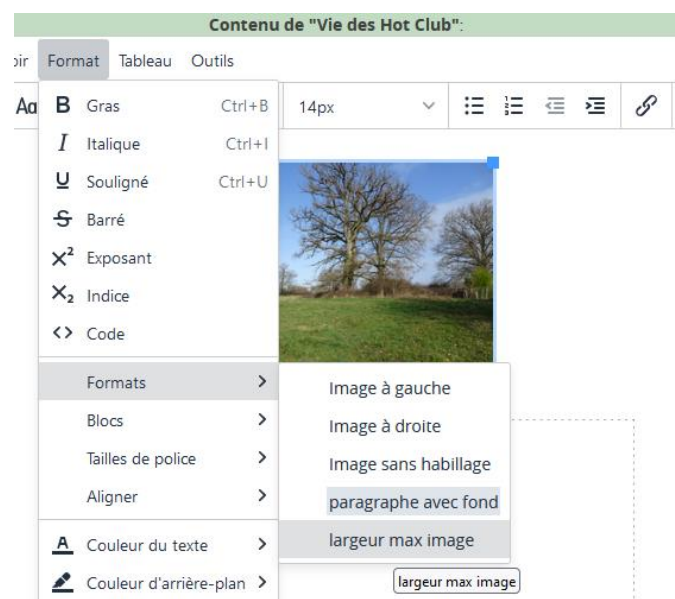 Contenu de "Vie des Hot Club":
oir Format Tableau Outils
Aa
B Gras Ctrl+B
14px
I Italique Ctrl+I
U Souligné Ctrl+U
S Barré
X² Exposant
X₂ Indice
<> Code
Formats >
Image à gauche
Blocs >
Image à droite
Tailles de police >
Image sans habillage
Aligner >
paragraphe avec fond
largeur max image
A Couleur du texte >
largeur max image
Couleur d'arrière-plan >